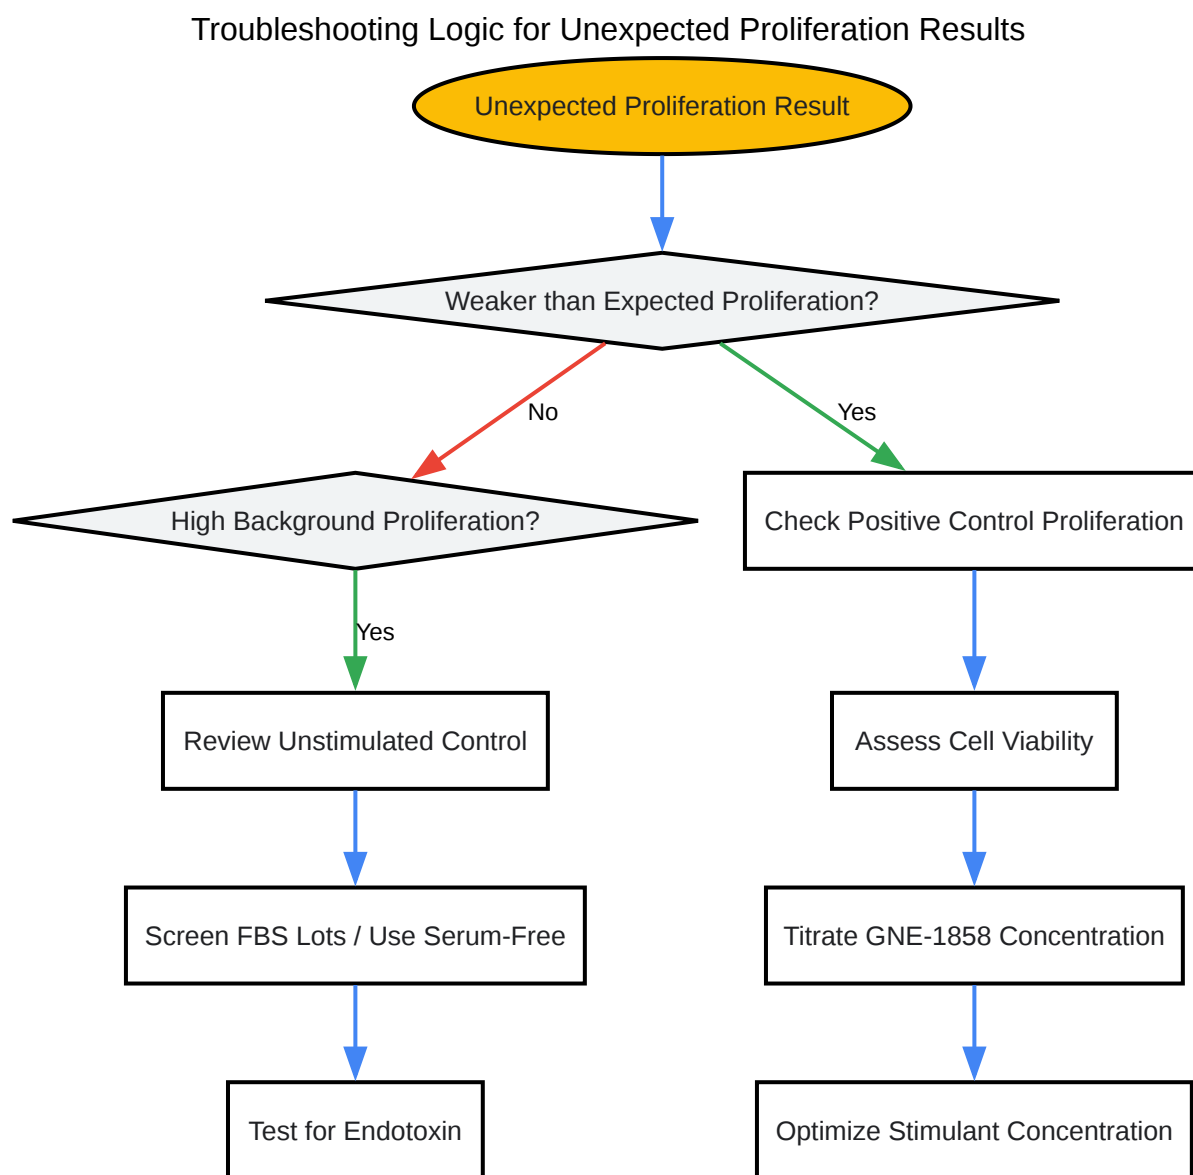 Troubleshooting Logic for Unexpected Proliferation Results
Unexpected Proliferation Result
Weaker than Expected Proliferation?
No
Yes
High Background Proliferation?
Check Positive Control Proliferation
Yes
Review Unstimulated Control
Assess Cell Viability
Screen FBS Lots / Use Serum-Free
Titrate GNE-1858 Concentration
Test for Endotoxin
Optimize Stimulant Concentration